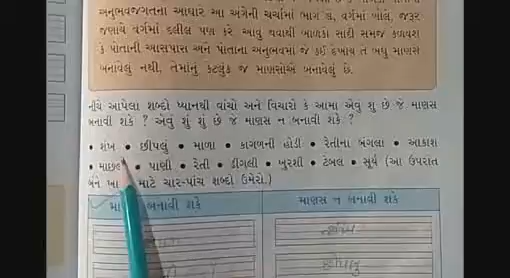 અનુભવજગતના આધારે આ અંગેની ચર્ચામાં ભાગ લે, વર્ગમાં બોલે, જરૂર
જણાયે વર્ગમાં દલીલ પણ કરે આવુ થવાથી બાળકો સાદી સમજ કેળવશે
કે પોતાની આસપાસ અને પોતાના અનુભવમાં જે કંઈ દેખાય તે બધુ માણસ
બનાવેલું નથી, તેમાંનુ કેટલુંક જ માણસોએ બનાવેલું છે.
નીચે આપેલા શબ્દો ધ્યાનથી વાંચો અને વિચારો કે આમા એવુ શુ છે જે માણસ
બનાવી શકે ? એવું શું શું છે જે માણસ ન બનાવી શકે ?
• શંખ • છીપલું • માળા • કાગળની હોડી • રેતીના બંગલા • આકાશ
• માછલી • પાણી • રેતી • ઢીંગલી • ખુરશી • ટેબલ • સૂર્ય (આ ઉપરાંત
બંને માટે ચાર-પાંચ શબ્દો ઉમેરો.)
બનાવી શકે માણસ ન બનાવી શકે